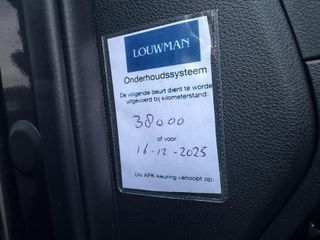 LOUWMAN
Onderhoudssysteem
De volgende beurt dient te worde
uitgevoerd bij kilometerstand:
38000
of voor:
16-12-2025
Uw APK-keuring verloopt op.